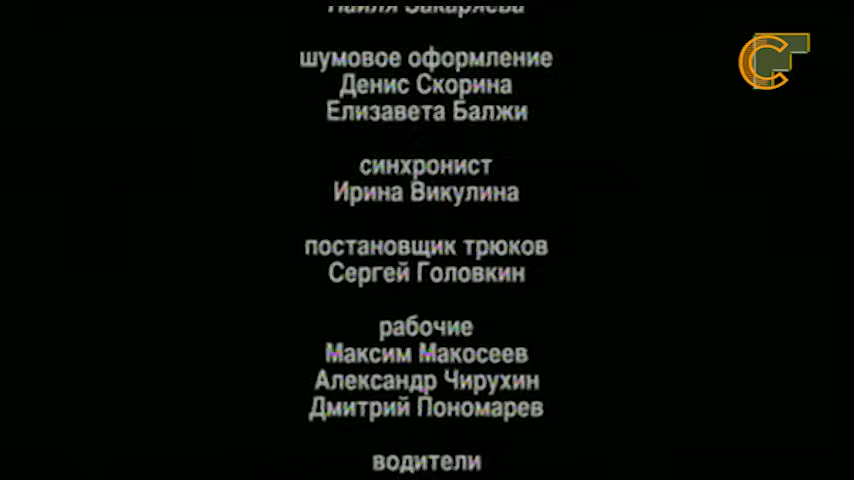 шумовое оформление
Денис Скорина
Елизавета Балжи
синхронист
Ирина Викулина
постановщик трюков
Сергей Головкин
рабочие
Максим Макосеев
Александр Чирухин
Дмитрий Пономарев
водители